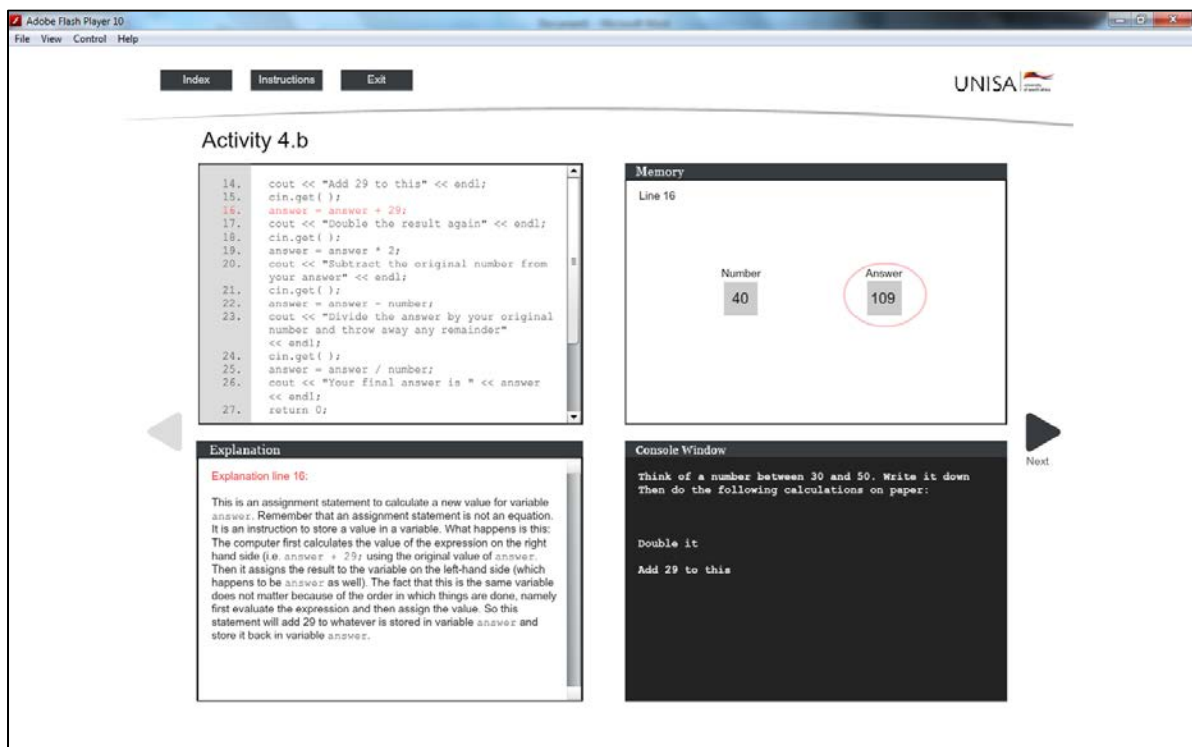 Adobe Flash Player 10
File View Control Help
Index Instructions Exit
UNISA
Activity 4.b
14. cout << "Add 29 to this" << endl;
15. cin.get( );
16. answer = answer + 29;
17. cout << "Double the result again" << endl;
18. cin.get( );
19. answer = answer * 2;
20. cout << "Subtract the original number from
your answer" << endl;
21. cin.get( );
22. answer = answer - number;
23. cout << "Divide the answer by your original
number and throw away any remainder"
<< endl;
24. cin.get( );
25. answer = answer / number;
26. cout << "Your final answer is " << answer
<< endl;
27. return 0;
Memory
Line 16
Number Answer
40 109
Explanation
Explanation line 16:
This is an assignment statement to calculate a new value for variable
answer. Remember that an assignment statement is not an equation.
It is an instruction to store a value in a variable. What happens is this:
The computer first calculates the value of the expression on the right
hand side (i.e. answer + 29; using the original value of answer.
Then it assigns the result to the variable on the left-hand side (which
happens to be answer as well). The fact that this is the same variable
does not matter because of the order in which things are done, namely
first evaluate the expression and then assign the value. So this
statement will add 29 to whatever is stored in variable answer and
store it back in variable answer.
Console Window
Think of a number between 30 and 50. Write it down
Then do the following calculations on paper:
Double it
Add 29 to this
Next